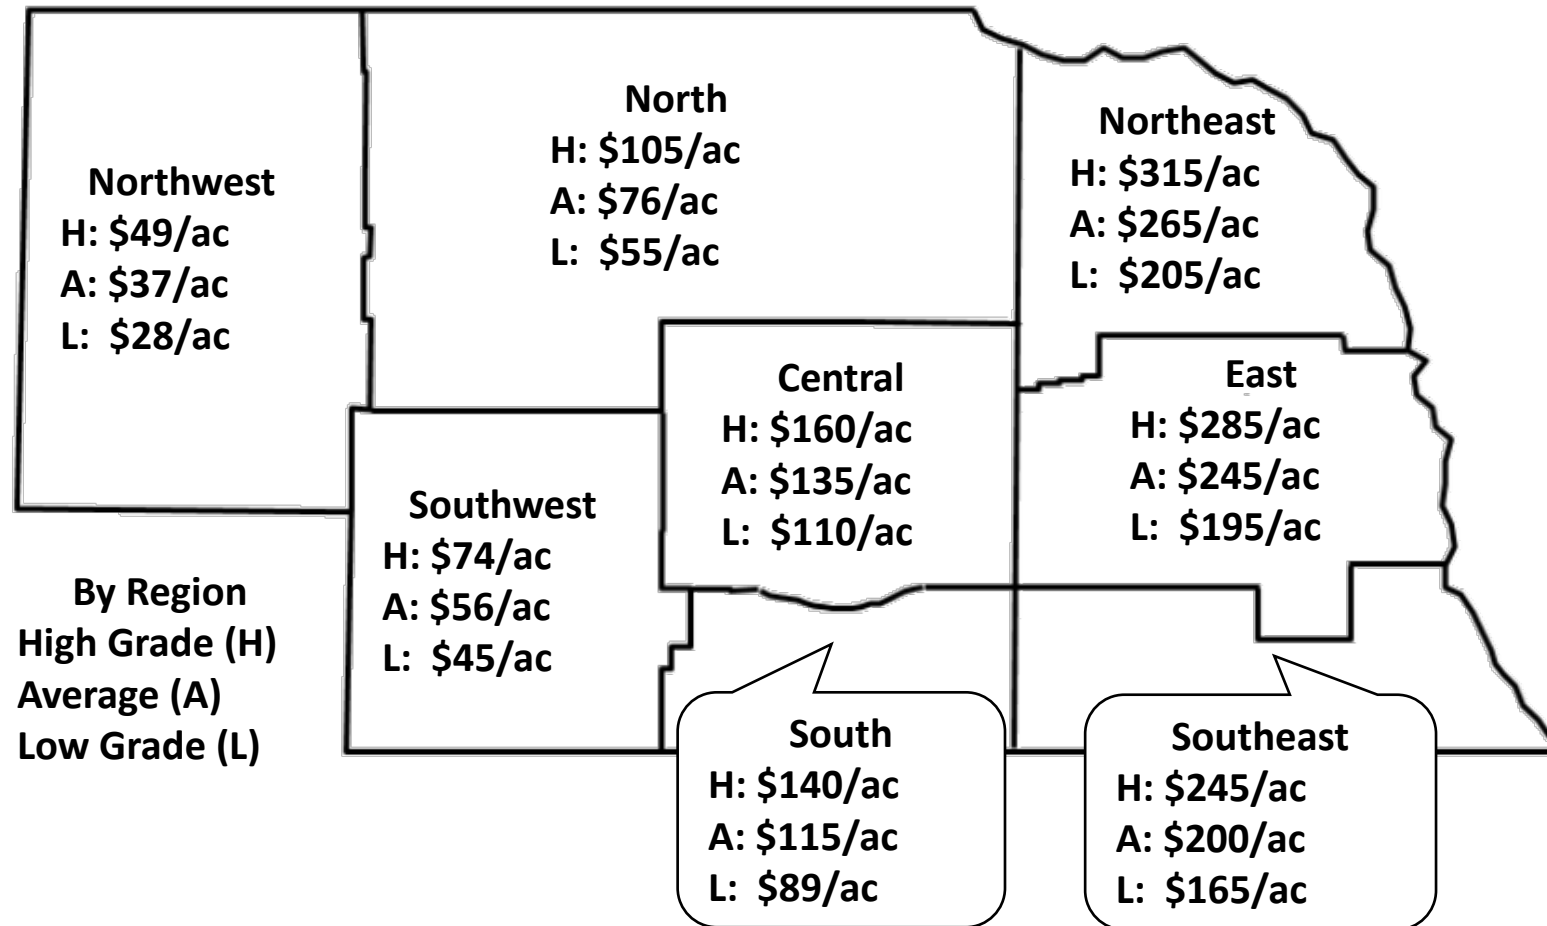 North
H: $105/ac
A: $76/ac
L: $55/ac
Northeast
H: $315/ac
A: $265/ac
L: $205/ac
Northwest
H: $49/ac
A: $37/ac
L: $28/ac
Central
H: $160/ac
A: $135/ac
L: $110/ac
East
H: $285/ac
A: $245/ac
L: $195/ac
Southwest
H: $74/ac
A: $56/ac
L: $45/ac
By Region
High Grade (H)
Average (A)
Low Grade (L)
South
H: $140/ac
A: $115/ac
L: $89/ac
Southeast
H: $245/ac
A: $200/ac
L: $165/ac